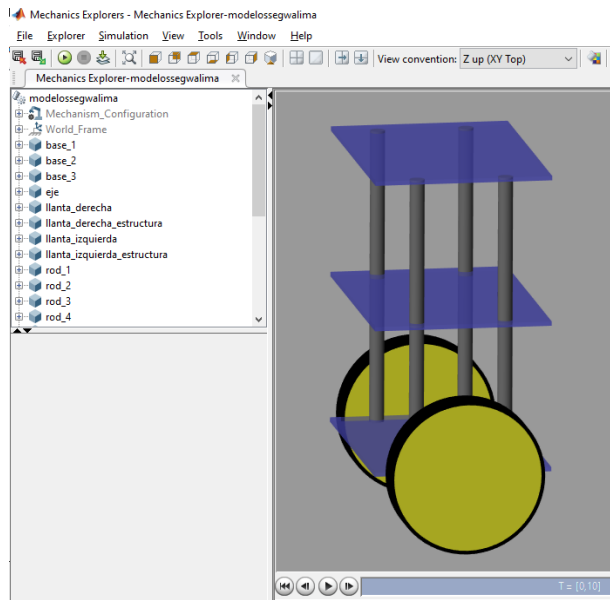 Mechanics Explorers - Mechanics Explorer-modelossegwalima
File Explorer Simulation View Tools Window Help
View convention: Z up (XY Top)
Mechanics Explorer-modelossegwalima
modelossegwalima
Mechanism_Configuration
World_Frame
base_1
base_2
base_3
eje
llanta_derecha
llanta_derecha_estructura
llanta_izquierda
llanta_izquierda_estructura
rod_1
rod_2
rod_3
rod_4
T = [0,10]